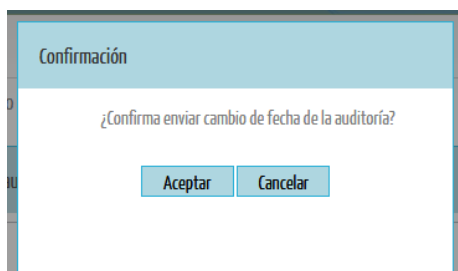 Confirmación
¿Confirma enviar cambio de fecha de la auditoría?
Aceptar Cancelar